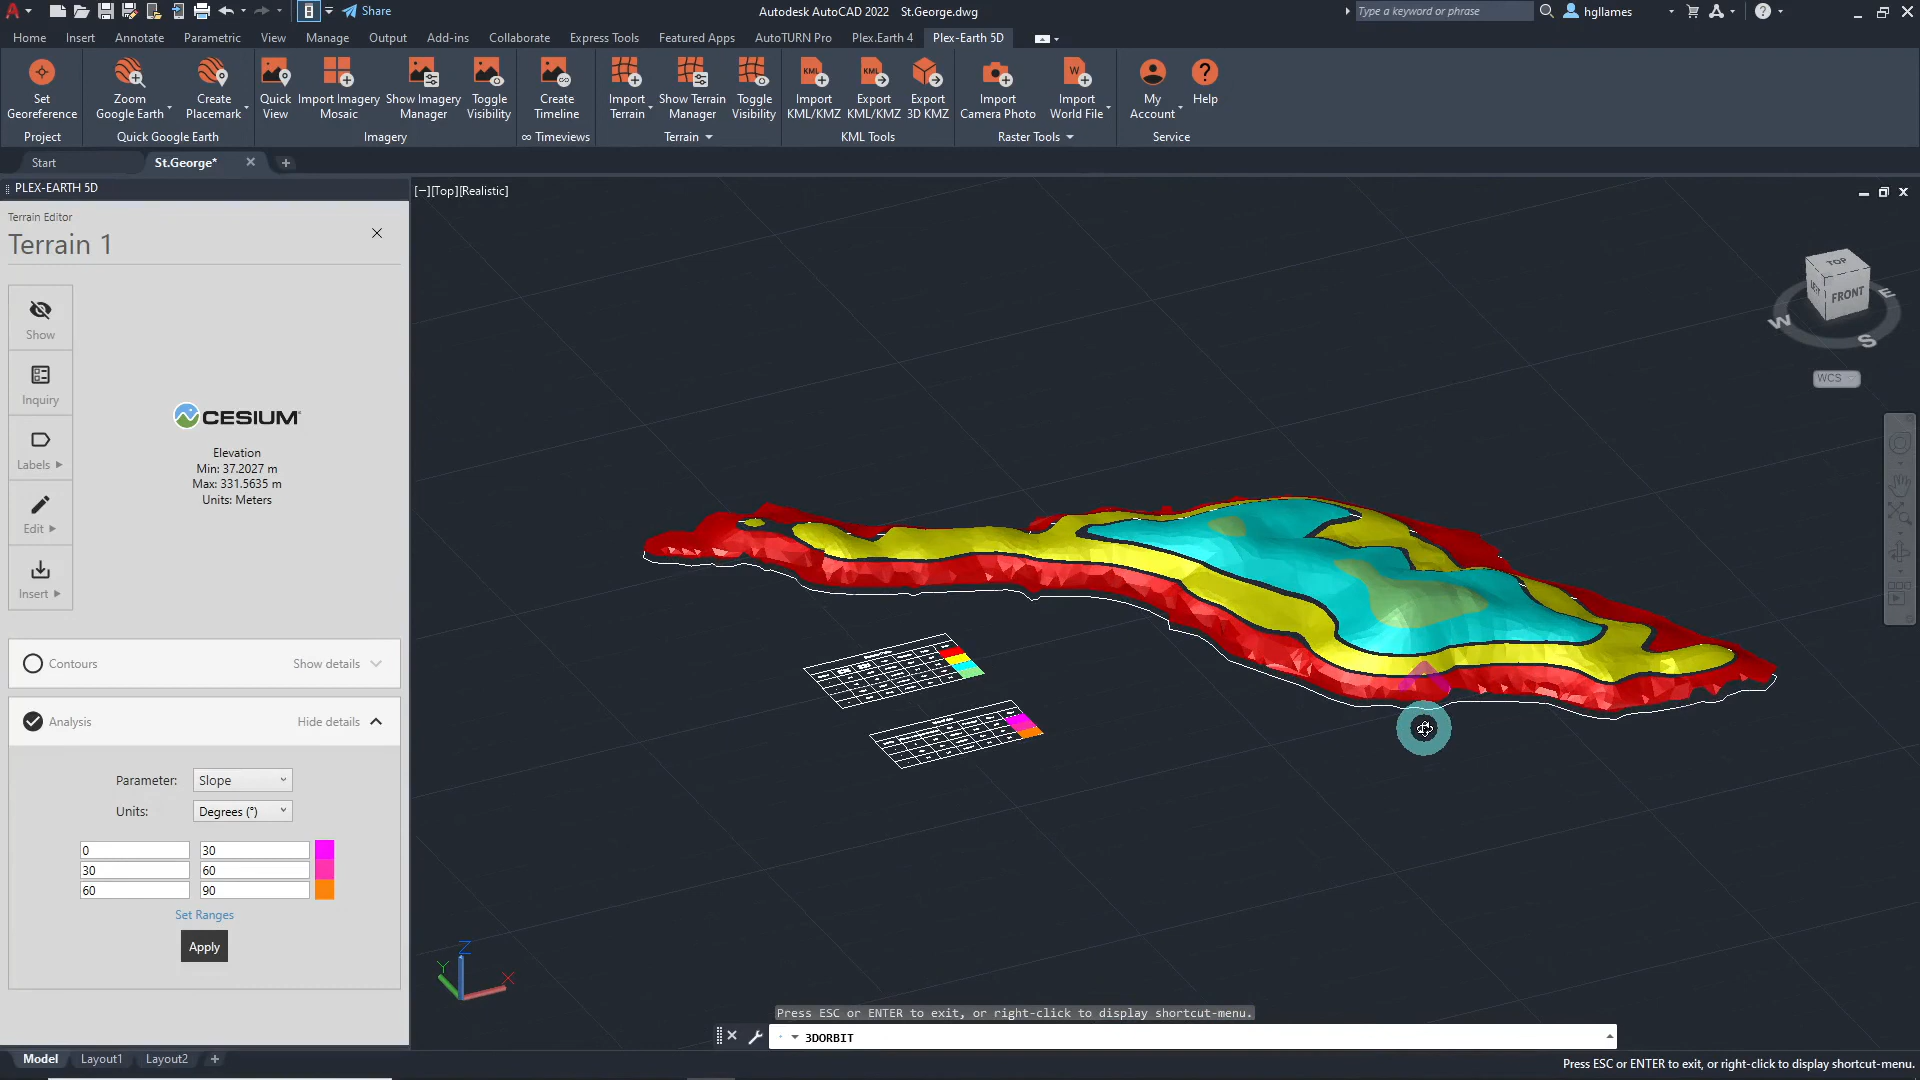 Share
Autodesk AutoCAD 2022 St.George.dwg
Type a keyword or phrase
hgllames
Home Insert Annotate Parametric View Manage Output Add-ins Collaborate Express Tools Featured Apps AutoTURN Pro Plex.Earth 4 Plex-Earth 5D
Set Georeference
Zoom Google Earth
Create Placemark
Quick View
Import Imagery Mosaic
Show Imagery Manager
Toggle Visibility
Create Timeline
Import Terrain
Show Terrain Manager
Toggle Visibility
Import KML/KMZ
Export KML/KMZ
Export 3D KMZ
Import Camera Photo
Import World File
My Account
Help
Project Quick Google Earth Imagery ∞ Timeviews Terrain KML Tools Raster Tools Service
Start St.George*
PLEX-EARTH 5D
[−][Top][Realistic]
Terrain Editor
Terrain 1
Show
Inquiry
Labels
Edit
Insert
CESIUM
Elevation
Min: 37.2027 m
Max: 331.5635 m
Units: Meters
Contours Show details
Analysis Hide details
Parameter: Slope
Units: Degrees (°)
0 30
30 60
60 90
Set Ranges
Apply
TOP
LEFT
FRONT
W
S
E
WCS
Z
Y
X
Press ESC or ENTER to exit, or right-click to display shortcut-menu.
3DORBIT
Model Layout1 Layout2
Press ESC or ENTER to exit, or right-click to display shortcut-menu.